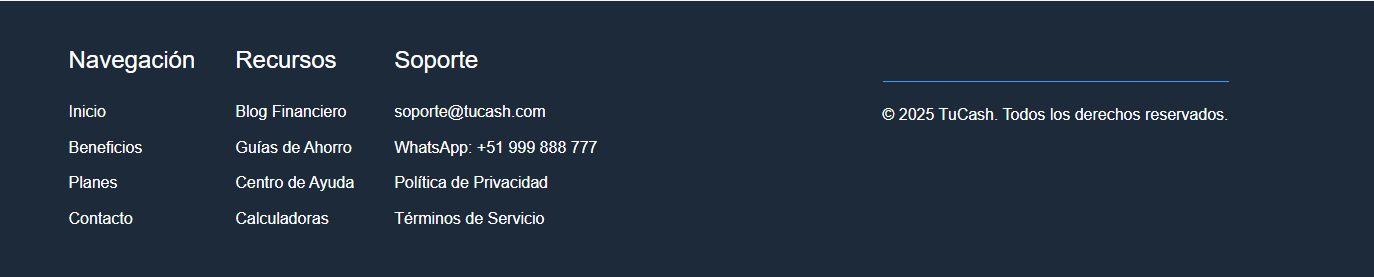 Navegación
Inicio
Beneficios
Planes
Contacto
Recursos
Blog Financiero
Guías de Ahorro
Centro de Ayuda
Calculadoras
Soporte
soporte@tucash.com
WhatsApp: +51 999 888 777
Política de Privacidad
Términos de Servicio
© 2025 TuCash. Todos los derechos reservados.